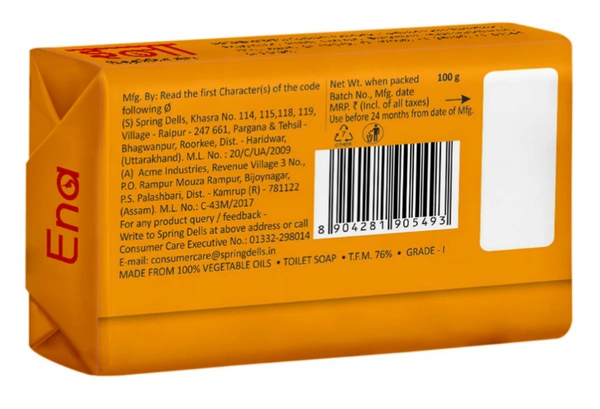 Ena
Mfg. By: Read the first Character(s) of the code
following Ø
(S) Spring Dells, Khasra No. 114, 115,118, 119,
Village - Raipur - 247 661, Pargana & Tehsil -
Bhagwanpur, Roorkee, Dist. - Haridwar,
(Uttarakhand). M.L. No. : 20/C/UA/2009
(A) Acme Industries, Revenue Village 3 No.,
P.O. Rampur Mouza Rampur, Bijoynagar,
P.S. Palashbari, Dist. - Kamrup (R) - 781122
(Assam). M.L. No.: C-43M/2017
For any product query / feedback -
Write to Spring Dells at above address or call
Consumer Care Executive No.: 01332-298014
E-mail: consumercare@springdells.in
MADE FROM 100% VEGETABLE OILS • TOILET SOAP • T.F.M. 76% • GRADE - I
Net Wt. when packed 100 g
Batch No., Mfg. date
MRP. ₹ (Incl. of all taxes)
Use before 24 months from date of Mfg.
8 904281 905493